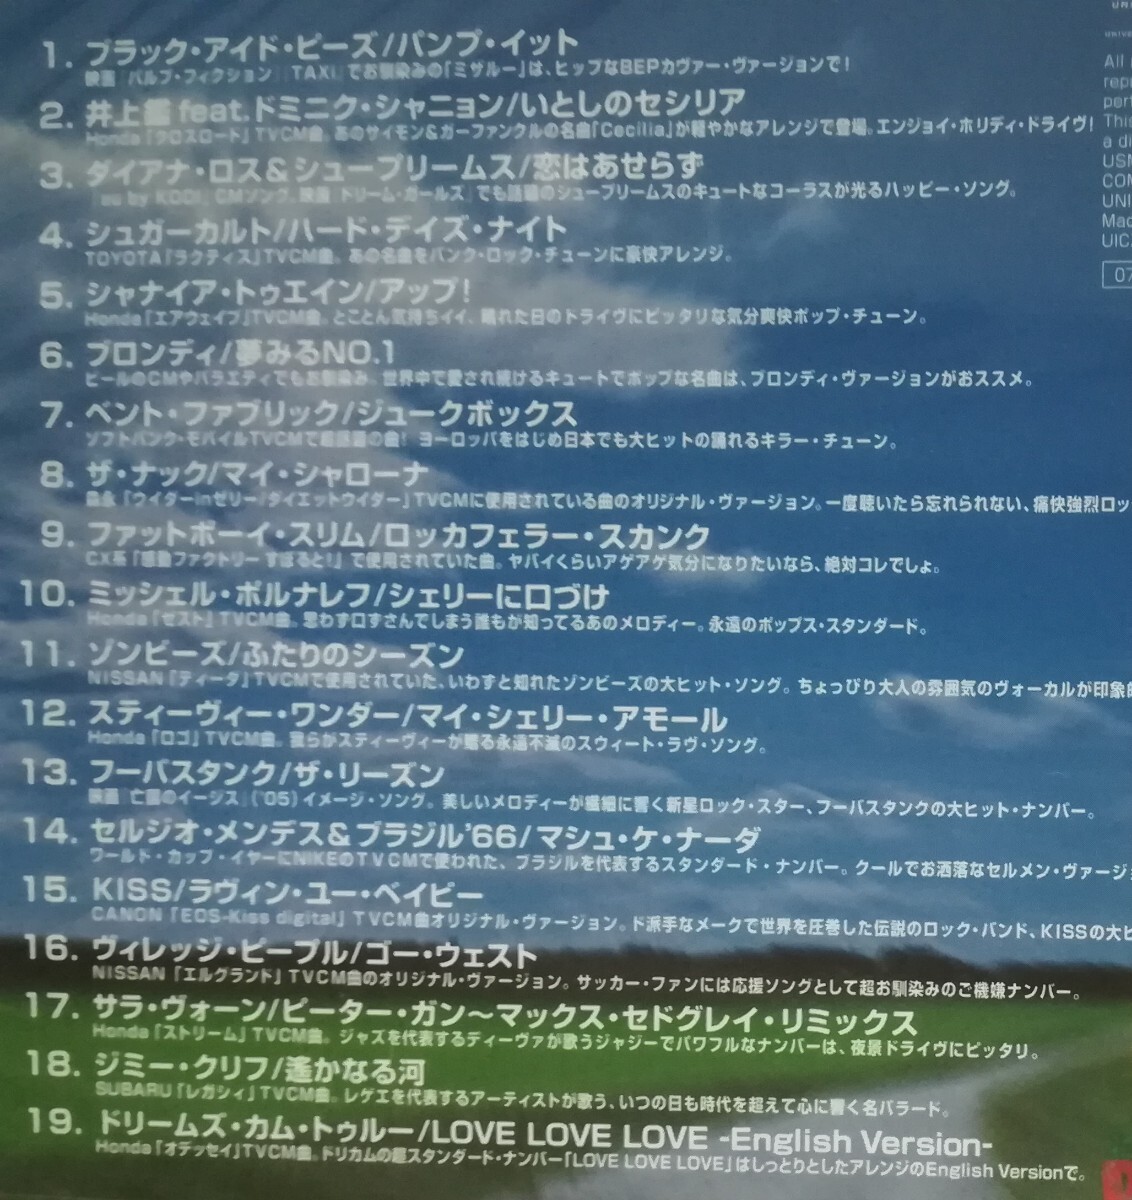 1. ブラック・アイド・ピーズ/パンプ・イット
映画『パルプ・フィクション』『TAXI』でお馴染みの「ミザルー」は、ヒップなBEPカヴァー・ヴァージョンで!
2. 井上鑑 feat.ドミニク・シャニョン/いとしのセシリア
Honda「クロスロード」TVCM曲。あのサイモン&ガーファンクルの名曲「Cecilia」が軽やかなアレンジで登場。エンジョイ・ホリディ・ドライヴ!
3. ダイアナ・ロス&シュープリームス/恋はあせらず
「au by KDDI」CMソング。映画『ドリーム・ガールズ』でも話題のシュープリームスのキュートなコーラスが光るハッピー・ソング。
4. シュガーカルト/ハード・デイズ・ナイト
TOYOTA「ラクティス」TVCM曲。あの名曲をパンク・ロック・チューンに豪快アレンジ。
5. シャナイア・トゥエイン/アップ!
Honda「エアウェイブ」TVCM曲。とことん気持ちイイ、晴れた日のドライヴにピッタリな気分爽快ポップ・チューン。
6. ブロンディ/夢みるNO.1
ビールのCMやバラエティでもお馴染み。世界中で愛され続けるキュートでポップな名曲は、ブロンディ・ヴァージョンがおススメ。
7. ベント・ファブリック/ジュークボックス
ソフトバンク・モバイルTVCMで超話題の曲! ヨーロッパをはじめ日本でも大ヒットの踊れるキラー・チューン。
8. ザ・ナック/マイ・シャローナ
森永「ウイダーinゼリー/ダイエットウイダー」TVCMに使用されている曲のオリジナル・ヴァージョン。一度聴いたら忘れられない、痛快強烈ロッ
9. ファットボーイ・スリム/ロッカフェラー・スカンク
CX系「感動ファクトリー すぽると!」で使用されていた曲。ヤバイくらいアゲアゲ気分になりたいなら、絶対コレでしょ。
10. ミッシェル・ポルナレフ/シェリーに口づけ
Honda「ゼスト」TVCM曲。思わず口ずさんでしまう誰もが知ってるあのメロディー。永遠のポップス・スタンダード。
11. ゾンビーズ/ふたりのシーズン
NISSAN「ティーダ」TVCMで使用されていた、いわずと知れたゾンビーズの大ヒット・ソング。ちょっぴり大人の雰囲気のヴォーカルが印象的
12. スティーヴィー・ワンダー/マイ・シェリー・アモール
Honda「ロゴ」TVCM曲。我らがスティーヴィーが贈る永遠不滅のスウィート・ラヴ・ソング。
13. フーバスタンク/ザ・リーズン
映画『亡国のイージス』('05)イメージ・ソング。美しいメロディーが繊細に響く新星ロック・スター、フーバスタンクの大ヒット・ナンバー。
14. セルジオ・メンデス&ブラジル'66/マシュ・ケ・ナーダ
ワールド・カップ・イヤーにNIKEのTVCMで使われた、ブラジルを代表するスタンダード・ナンバー。クールでお洒落なセルメン・ヴァージョ
15. KISS/ラヴィン・ユー・ベイビー
CANON「EOS-Kiss digital」TVCM曲オリジナル・ヴァージョン。ド派手なメークで世界を圧巻した伝説のロック・バンド、KISSの大ヒ
16. ヴィレッジ・ピープル/ゴー・ウェスト
NISSAN「エルグランド」TVCM曲のオリジナル・ヴァージョン。サッカー・ファンには応援ソングとして超お馴染みのご機嫌ナンバー。
17. サラ・ヴォーン/ピーター・ガン〜マックス・セドグレイ・リミックス
Honda「ストリーム」TVCM曲。ジャズを代表するディーヴァが歌うジャジーでパワフルなナンバーは、夜景ドライヴにピッタリ。
18. ジミー・クリフ/遙かなる河
SUBARU「レガシィ」TVCM曲。レゲエを代表するアーティストが歌う、いつの日も時代を超えて心に響く名バラード。
19. ドリームズ・カム・トゥルー/LOVE LOVE LOVE -English Version-
Honda「オデッセイ」TVCM曲。ドリカムの超スタンダード・ナンバー「LOVE LOVE LOVE」はしっとりとしたアレンジのEnglish Versionで。
All
repr
per
This
a di
USM
COM
UNI
Mad
UIC
07